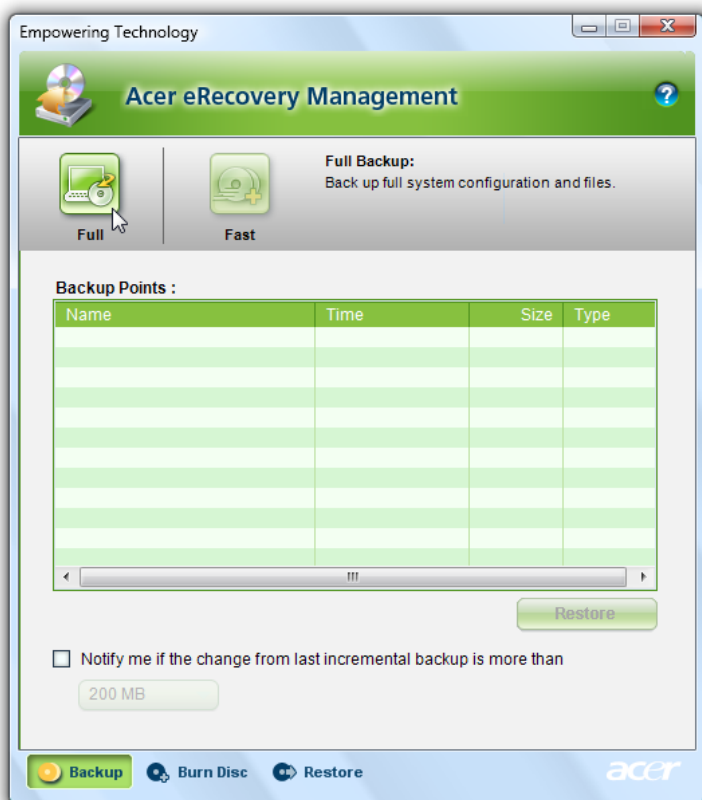 Empowering Technology
Acer eRecovery Management
Full Backup:
Back up full system configuration and files.
Full Fast
Backup Points :
Name Time Size Type
Restore
Notify me if the change from last incremental backup is more than
200 MB
Backup Burn Disc Restore acer